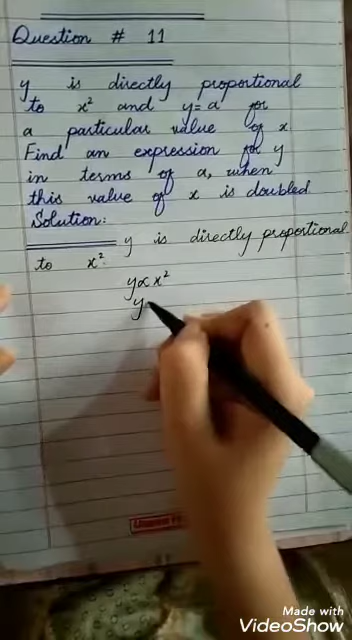 Question # 11
y is directly proportional
to x² and y = a for
a particular value of x.
Find an expression for y
in terms of a, when
this value of x is doubled
Solution:
y is directly proportional
to x².
y ∝ x²
y
Made with
VideoShow